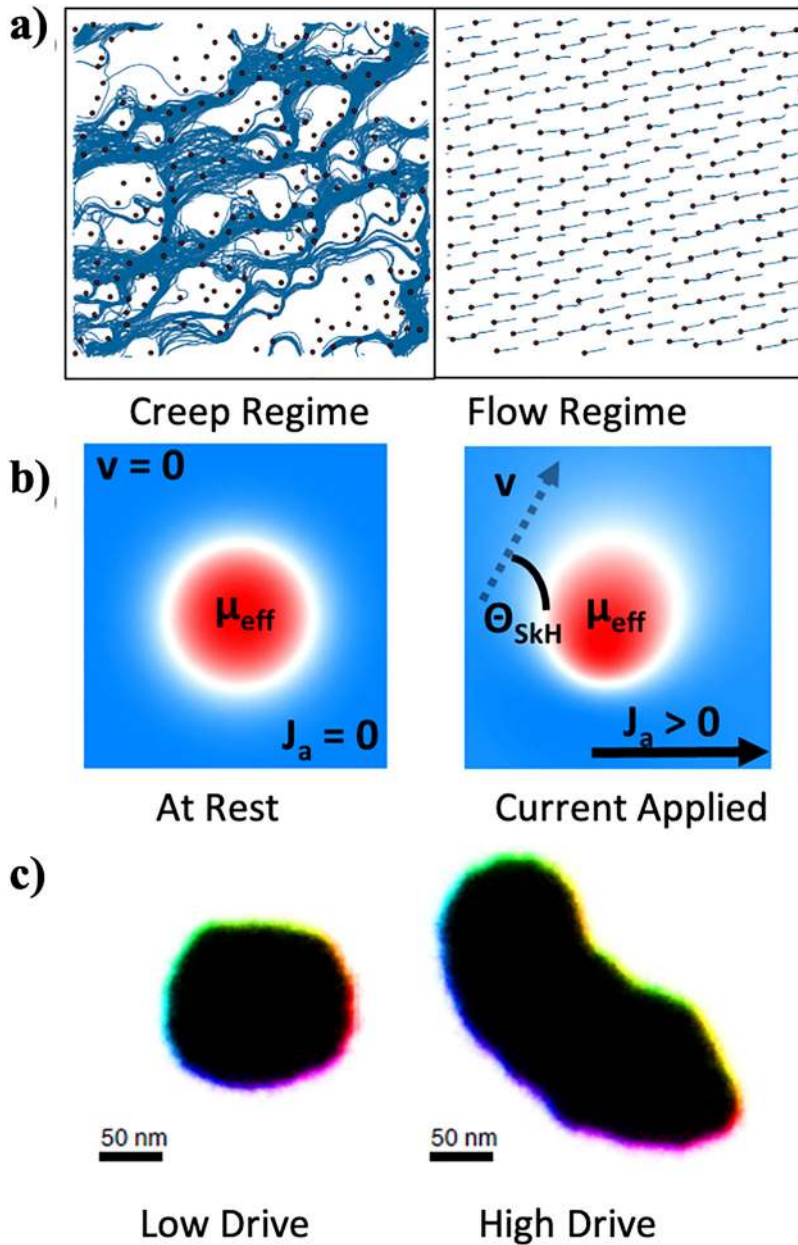 a)
Creep Regime Flow Regime
b)
v = 0
μeff
Ja = 0
At Rest
v
ΘSkH
μeff
Ja > 0
Current Applied
c)
50 nm
50 nm
Low Drive High Drive